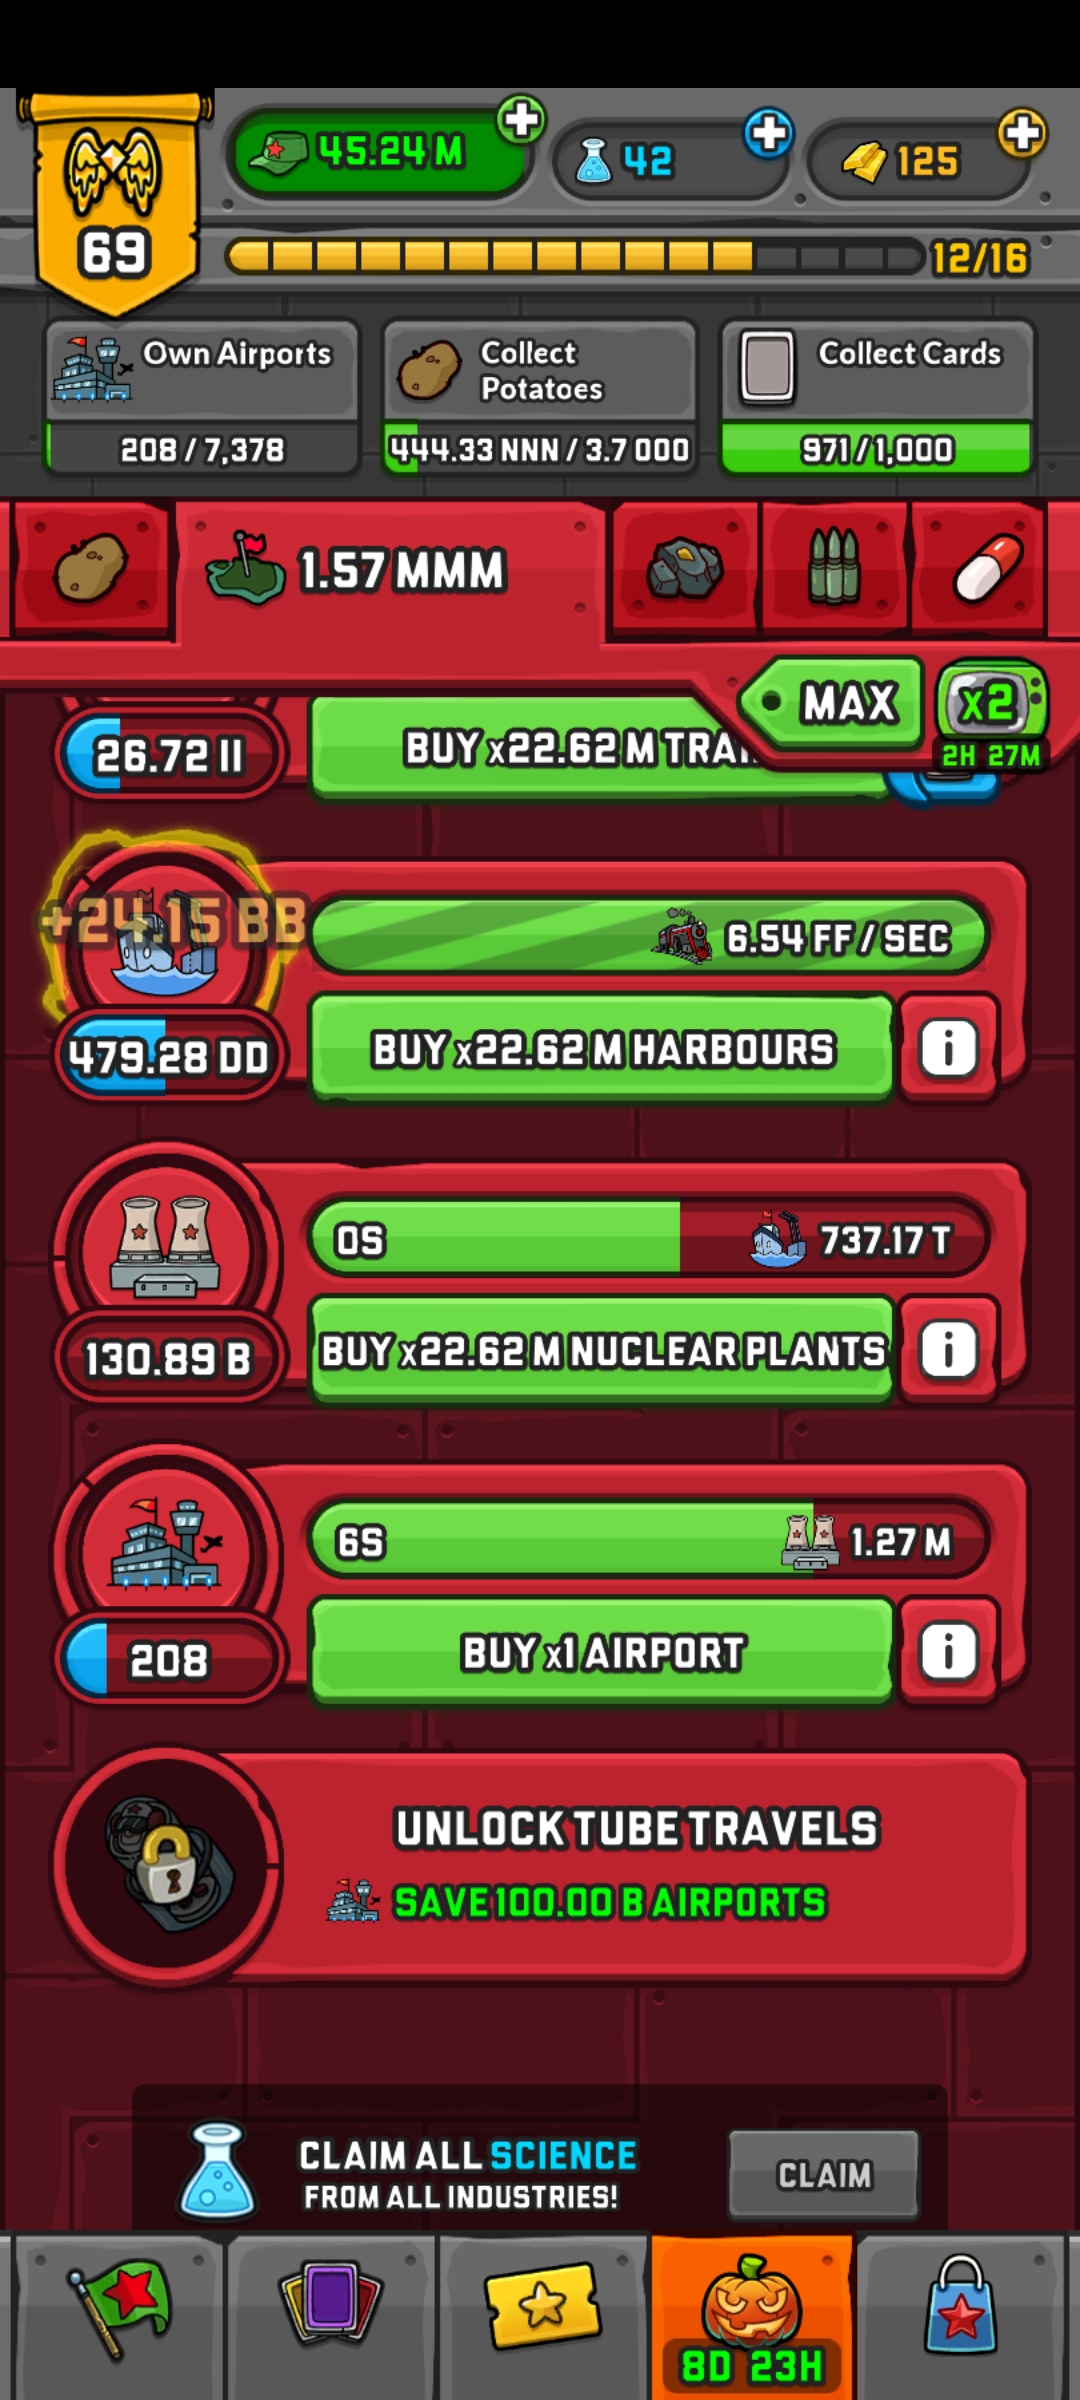 45.24 M
42
125
69
12/16
Own Airports
208 / 7,378
Collect
Potatoes
444.33 NNN / 3.7 OOO
Collect Cards
971 / 1,000
1.57 MMM
MAX
x2
2H 27M
26.72 II
BUY x22.62 M
+24.15 BB
6.54 FF / SEC
479.28 DD
BUY x22.62 M HARBOURS
i
0S
737.17 T
130.89 B
BUY x22.62 M NUCLEAR PLANTS
i
6S
1.27 M
208
BUY x1 AIRPORT
i
UNLOCK TUBE TRAVELS
SAVE 100.00 B AIRPORTS
CLAIM ALL SCIENCE
FROM ALL INDUSTRIES!
CLAIM
8D 23H